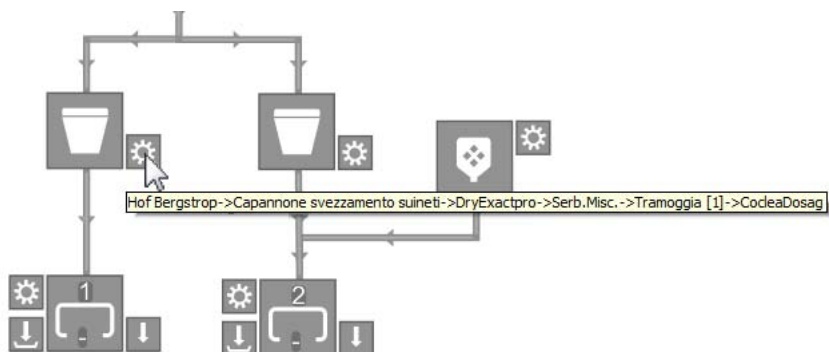 Hof Bergstrop->Capannone svezzamento suineti->DryExactpro->Serb.Misc.->Tramoggia [1]->CocleaDosag
1
2
-
-